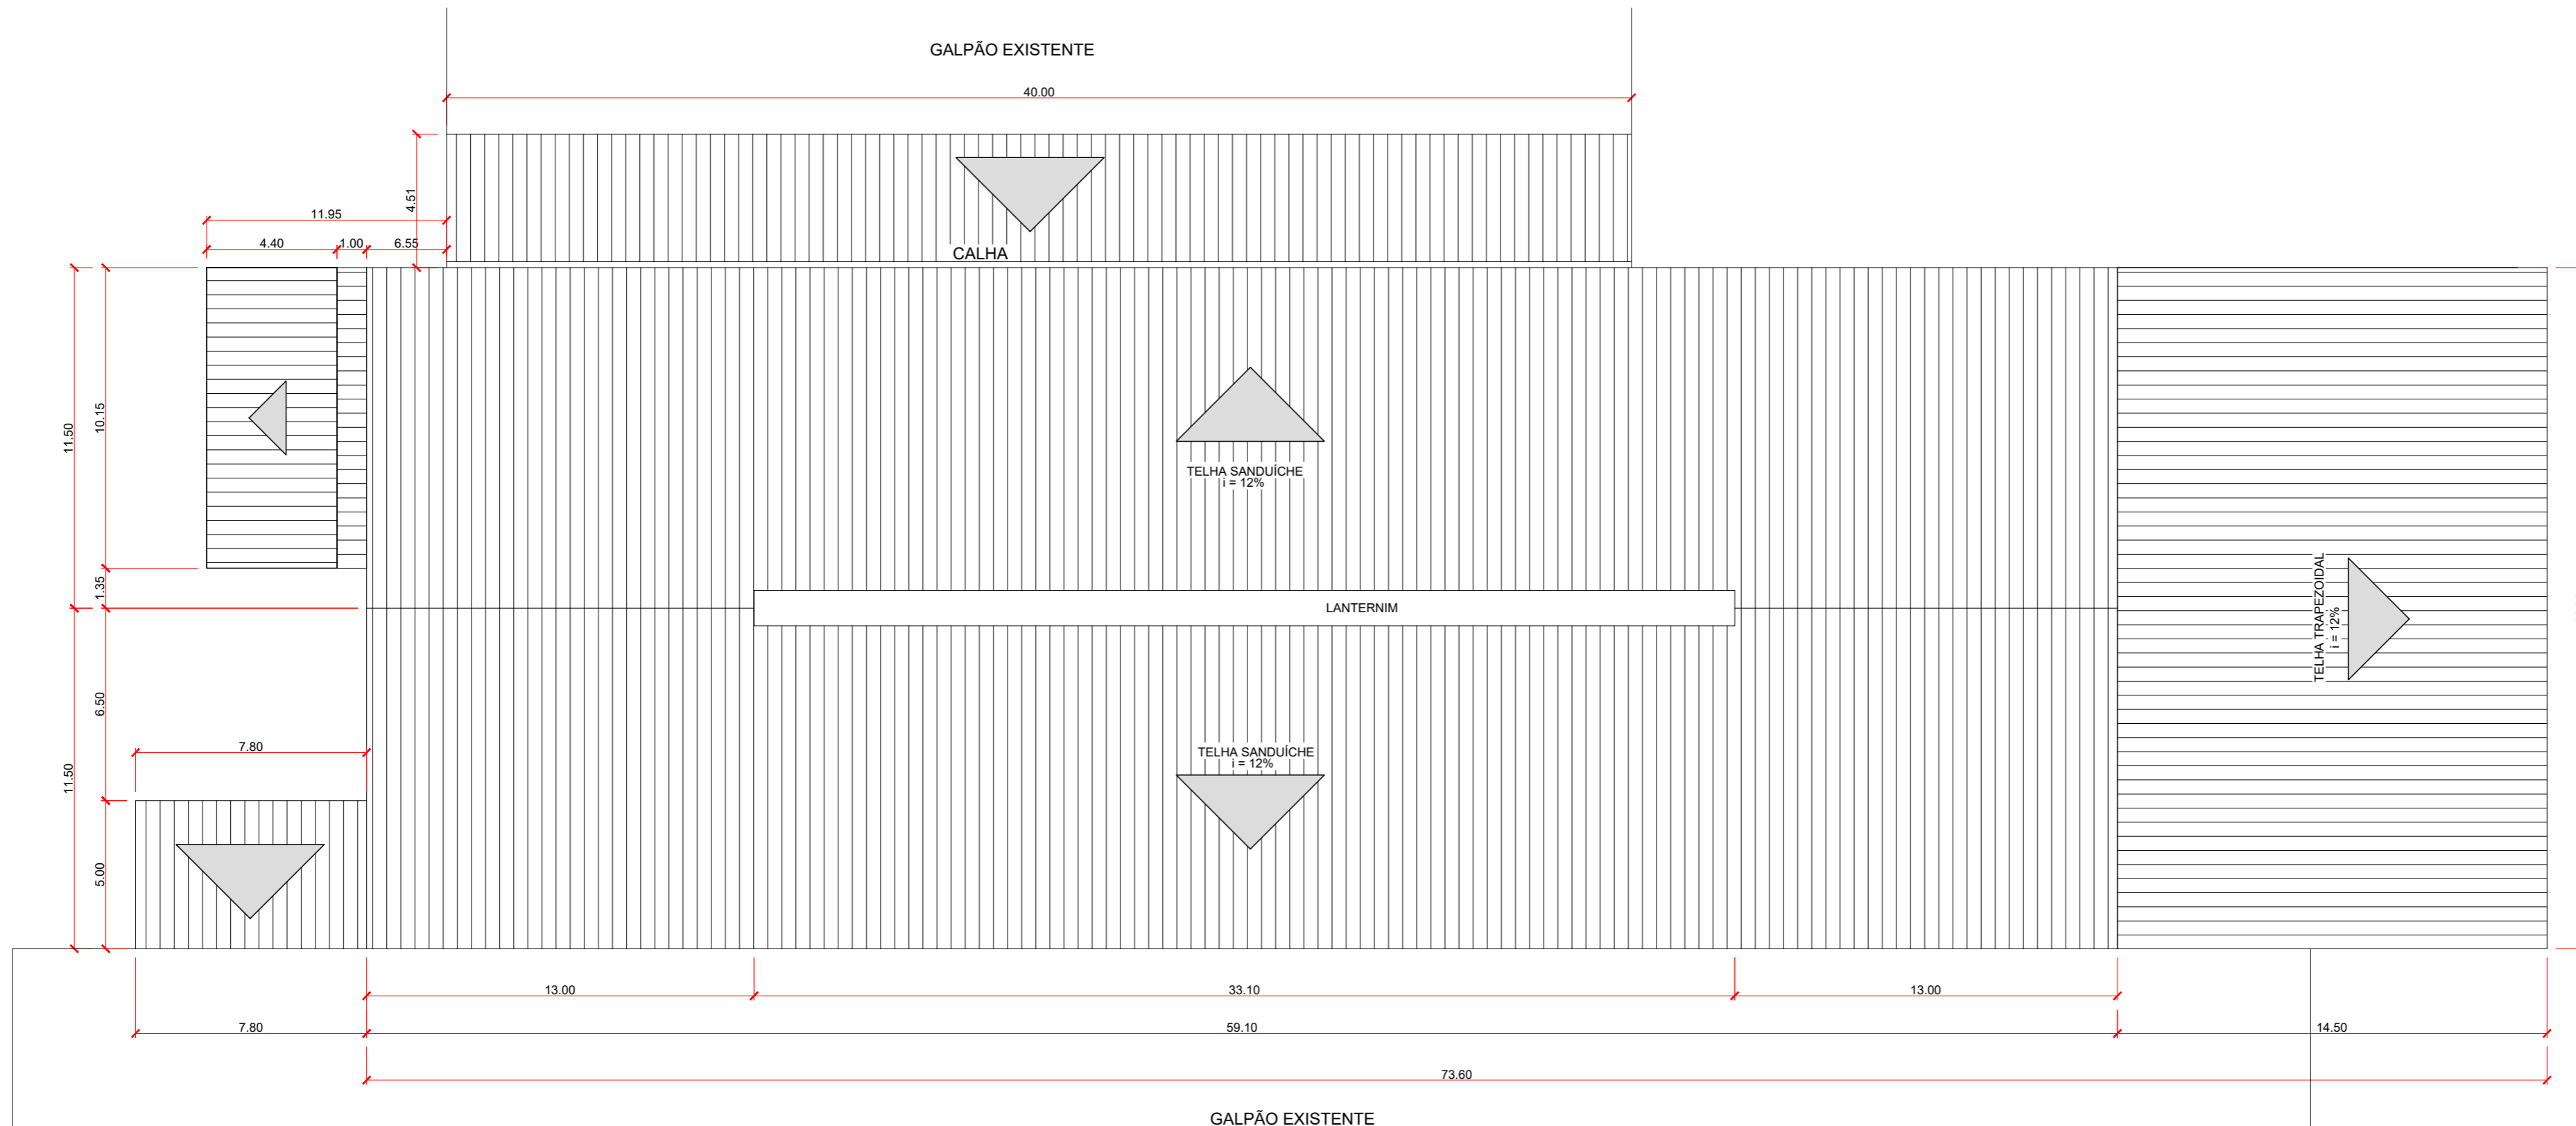 GALPÃO EXISTENTE
40.00
4.51
11.95
4.40
1.00
6.55
CALHA
11.50
10.15
TELHA SANDUÍCHE
i = 12%
TELHA TRAPEZOIDAL
i = 12%
1.35
LANTERNIM
6.50
11.50
7.80
TELHA SANDUÍCHE
i = 12%
5.00
13.00
33.10
13.00
7.80
59.10
14.50
73.60
GALPÃO EXISTENTE